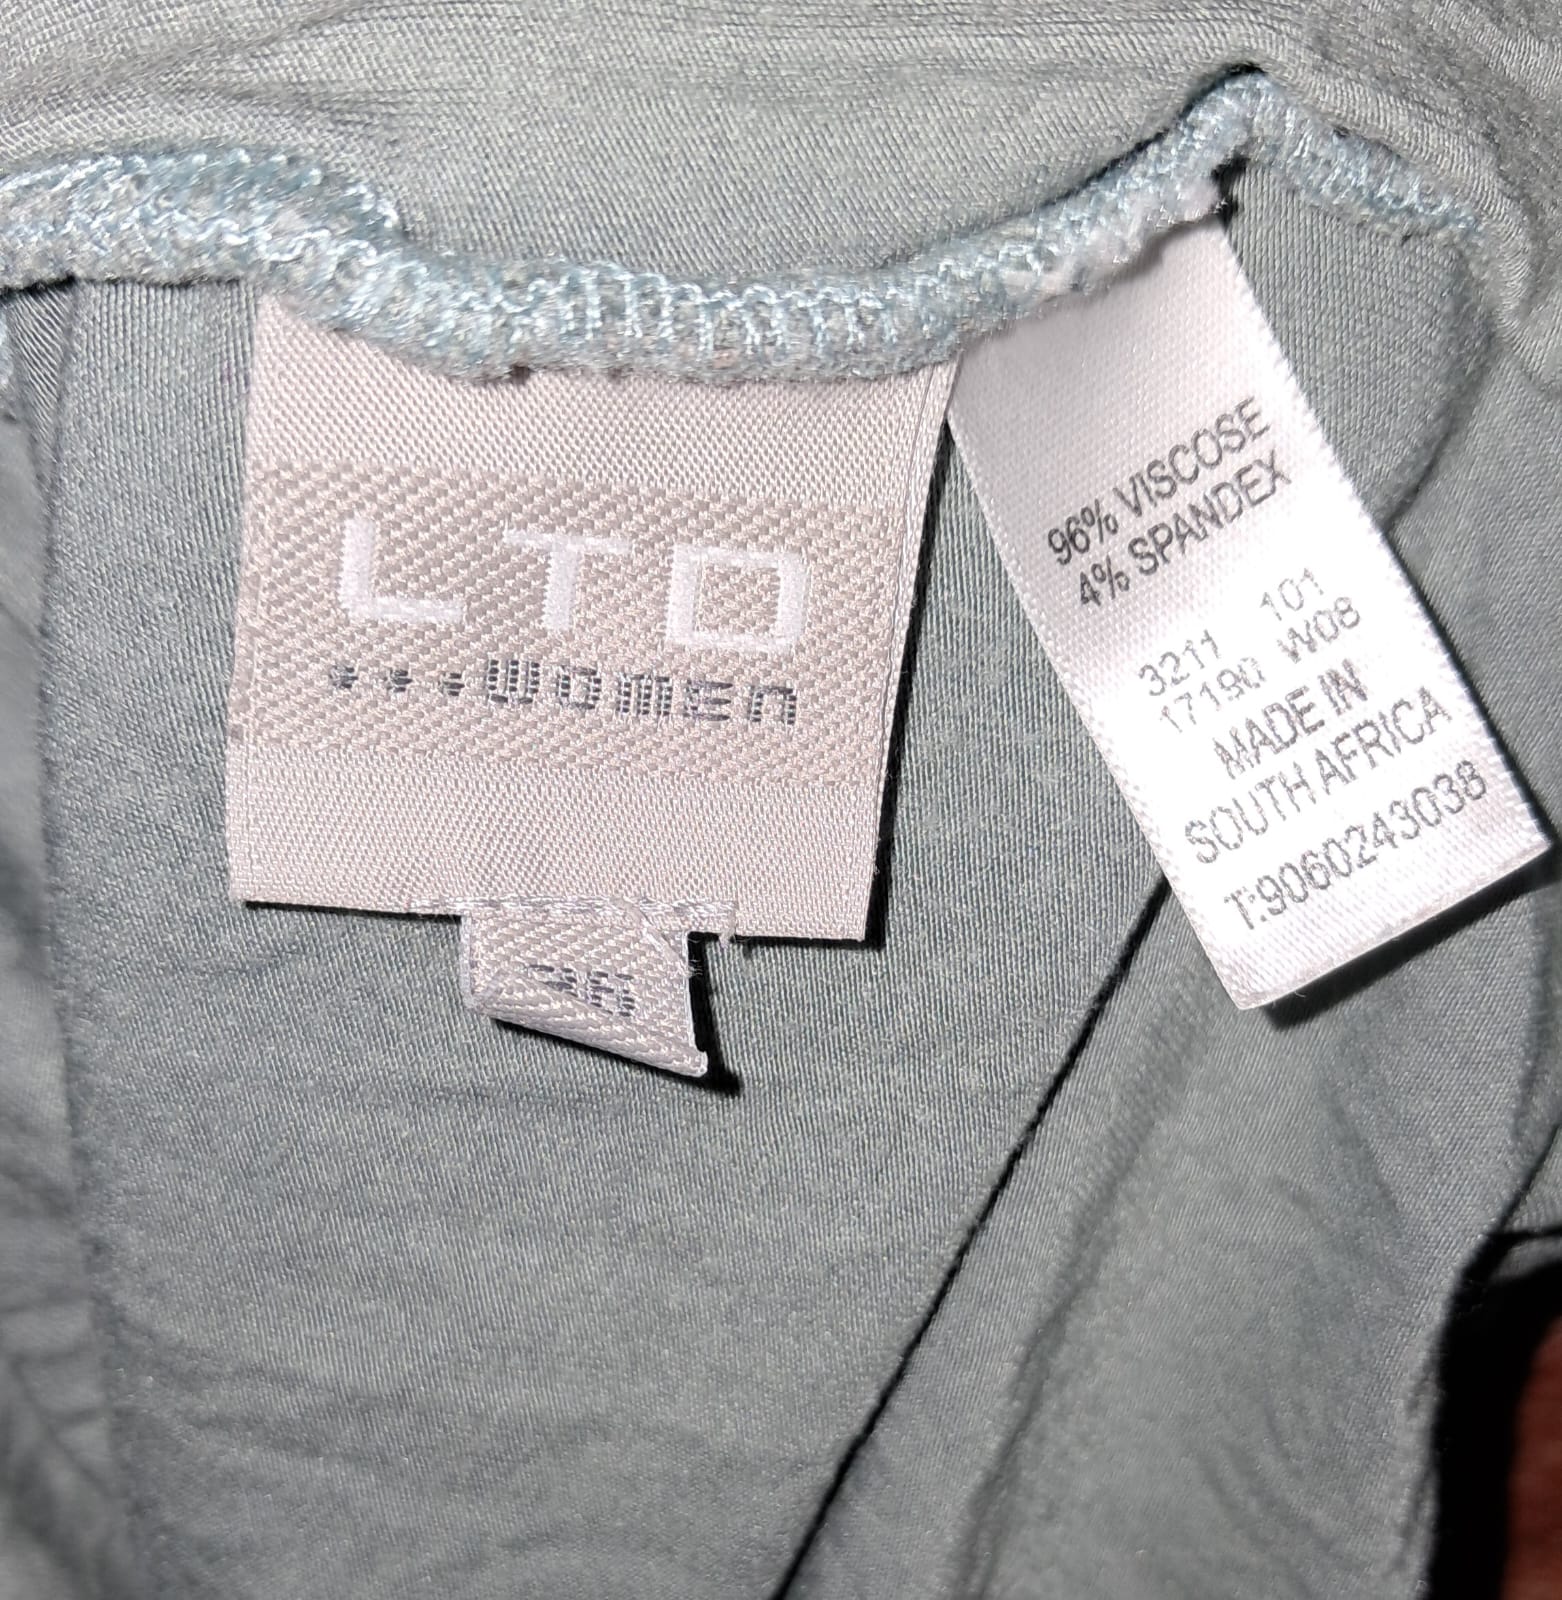 LTD
women
96% VISCOSE
4% SPANDEX
3211 101
17190 W08
MADE IN
SOUTH AFRICA
T:9060243038